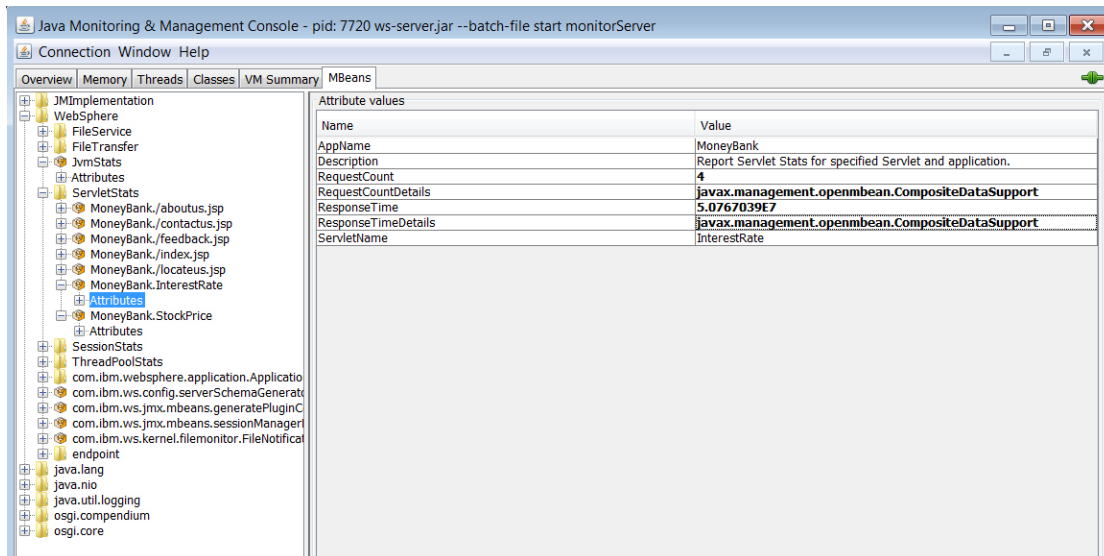 Java Monitoring & Management Console - pid: 7720 ws-server.jar --batch-file start monitorServer
Connection Window Help
Overview Memory Threads Classes VM Summary MBeans
JMImplementation
WebSphere
FileService
FileTransfer
JvmStats
Attributes
ServletStats
MoneyBank./aboutus.jsp
MoneyBank./contactus.jsp
MoneyBank./feedback.jsp
MoneyBank./index.jsp
MoneyBank./locateus.jsp
MoneyBank.InterestRate
Attributes
MoneyBank.StockPrice
Attributes
SessionStats
ThreadPoolStats
com.ibm.websphere.application.Applicatio
com.ibm.ws.config.serverSchemaGenerato
com.ibm.ws.jmx.mbeans.generatePluginC
com.ibm.ws.jmx.mbeans.sessionManager
com.ibm.ws.kernel.filemonitor.FileNotificat
endpoint
java.lang
java.nio
java.util.logging
osgi.compendium
osgi.core
Attribute values
Name Value
AppName MoneyBank
Description Report Servlet Stats for specified Servlet and application.
RequestCount 4
RequestCountDetails javax.management.openmbean.CompositeDataSupport
ResponseTime 5.0767039E7
ResponseTimeDetails javax.management.openmbean.CompositeDataSupport
ServletName InterestRate